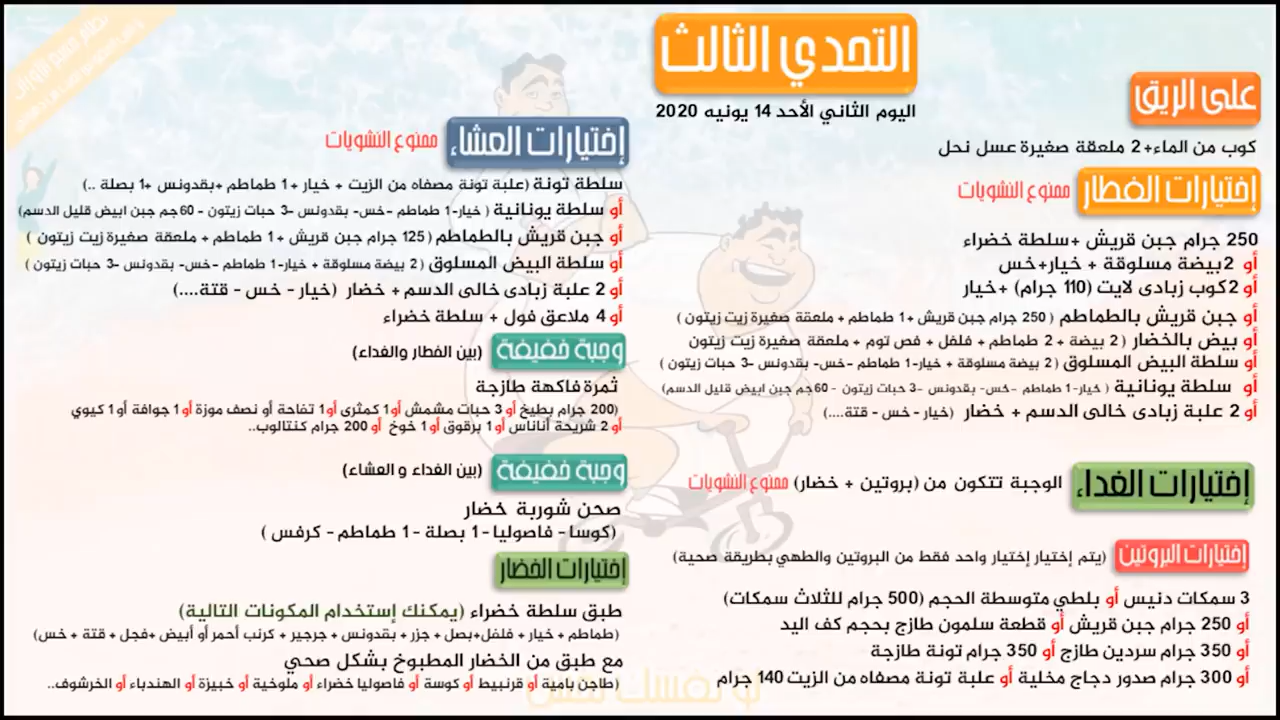 التحدي الثالث
اليوم الثاني الأحد 14 يونيه 2020
على الريق
كوب من الماء+ 2 ملعقة صغيرة عسل نحل
إختيارات الفطار ممنوع النشويات
250 جرام جبن قريش +سلطة خضراء
أو 2بيضة مسلوقة + خيار+خس
أو 2كوب زبادى لايت (110 جرام) +خيار
أو جبن قريش بالطماطم ( 250 جرام جبن قريش +1 طماطم + ملعقة صغيرة زيت زيتون )
أو بيض بالخضار ( 2 بيضة + 2 طماطم + فلفل + فص توم + ملعقة صغيرة زيت زيتون
أو سلطة البيض المسلوق ( 2 بيضة مسلوقة + خيار-1 طماطم -خس- بقدونس -3 حبات زيتون )
أو سلطة يونانية ( خيار-1 طماطم -خس- بقدونس -3 حبات زيتون - 60جم جبن ابيض قليل الدسم)
أو 2 علبة زبادى خالى الدسم + خضار (خيار - خس - قتة....)
إختيارات الغداء الوجبة تتكون من (بروتين + خضار) ممنوع النشويات
إختيارات البروتين (يتم إختيار إختيار واحد فقط من البروتين والطهي بطريقة صحية)
3 سمكات دنيس أو بلطي متوسطة الحجم (500 جرام للثلاث سمكات)
أو 250 جرام جبن قريش أو قطعة سلمون طازج بحجم كف اليد
أو 350 جرام سردين طازج أو 350 جرام تونة طازجة
أو 300 جرام صدور دجاج مخلية أو علبة تونة مصفاه من الزيت 140 جرام
إختيارات العشاء ممنوع النشويات
سلطة تونة (علبة تونة مصفاه من الزيت + خيار +1 طماطم +بقدونس +1 بصلة ..)
أو سلطة يونانية ( خيار-1 طماطم -خس- بقدونس -3 حبات زيتون - 60جم جبن ابيض قليل الدسم)
أو جبن قريش بالطماطم ( 125 جرام جبن قريش +1 طماطم + ملعقة صغيرة زيت زيتون )
أو سلطة البيض المسلوق ( 2 بيضة مسلوقة + خيار-1 طماطم -خس- بقدونس -3 حبات زيتون )
أو 2 علبة زبادى خالى الدسم + خضار (خيار - خس - قتة....)
أو 4 ملاعق فول + سلطة خضراء
وجبة خفيفة (بين الفطار والغداء)
ثمرة فاكهة طازجة
(200 جرام بطيخ أو 3 حبات مشمش أو1 كمثرى أو1 تفاحة أو نصف موزة أو1 جوافة أو1 كيوي
أو 2 شريحة أناناس أو1 برقوق أو1 خوخ أو 200 جرام كنتالوب..
وجبة خفيفة (بين الغداء و العشاء)
صحن شوربة خضار
(كوسا- فاصوليا-1 بصلة -1 طماطم- كرفس )
إختيارات الخضار
طبق سلطة خضراء (يمكنك إستخدام المكونات التالية)
(طماطم + خيار + فلفل+بصل + جزر + بقدونس + جرجير + كرنب أحمر أو أبيض +فجل + قتة + خس)
مع طبق من الخضار المطبوخ بشكل صحي
(طاجن بامية أو قرنبيط أو كوسة أو فاصوليا خضراء أو ملوخية أو خبيزة أو الهندباء أو الخرشوف..